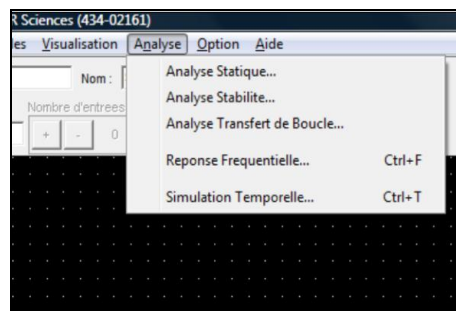 R Sciences (434-02161)
les Visualisation Analyse Option Aide
Nom :
Nombre d'entrees
+ - 0
Analyse Statique...
Analyse Stabilite...
Analyse Transfert de Boucle...
Reponse Frequentielle... Ctrl+F
Simulation Temporelle... Ctrl+T